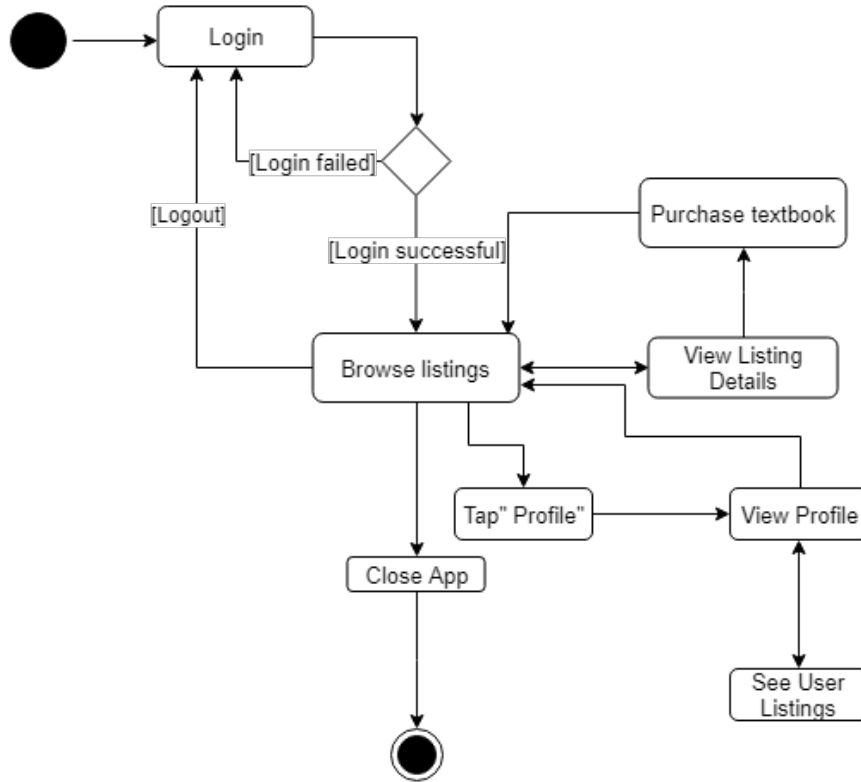 Login
[Login failed]
[Logout]
Purchase textbook
[Login successful]
View Listing
Details
Browse listings
Tap" Profile"
View Profile
Close App
See User
Listings